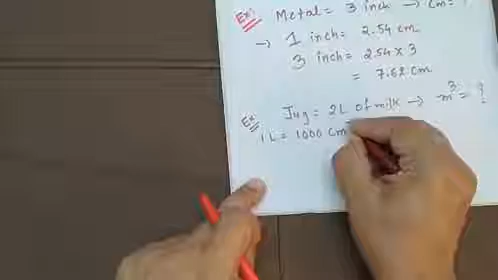 Ex: Metal = 3 inch → cm = ?
→ 1 inch = 2.54 cm
3 inch = 2.54 x 3
= 7.62 cm
Ex: Jug = 2L of milk → m³ = ?
1L = 1000 cm